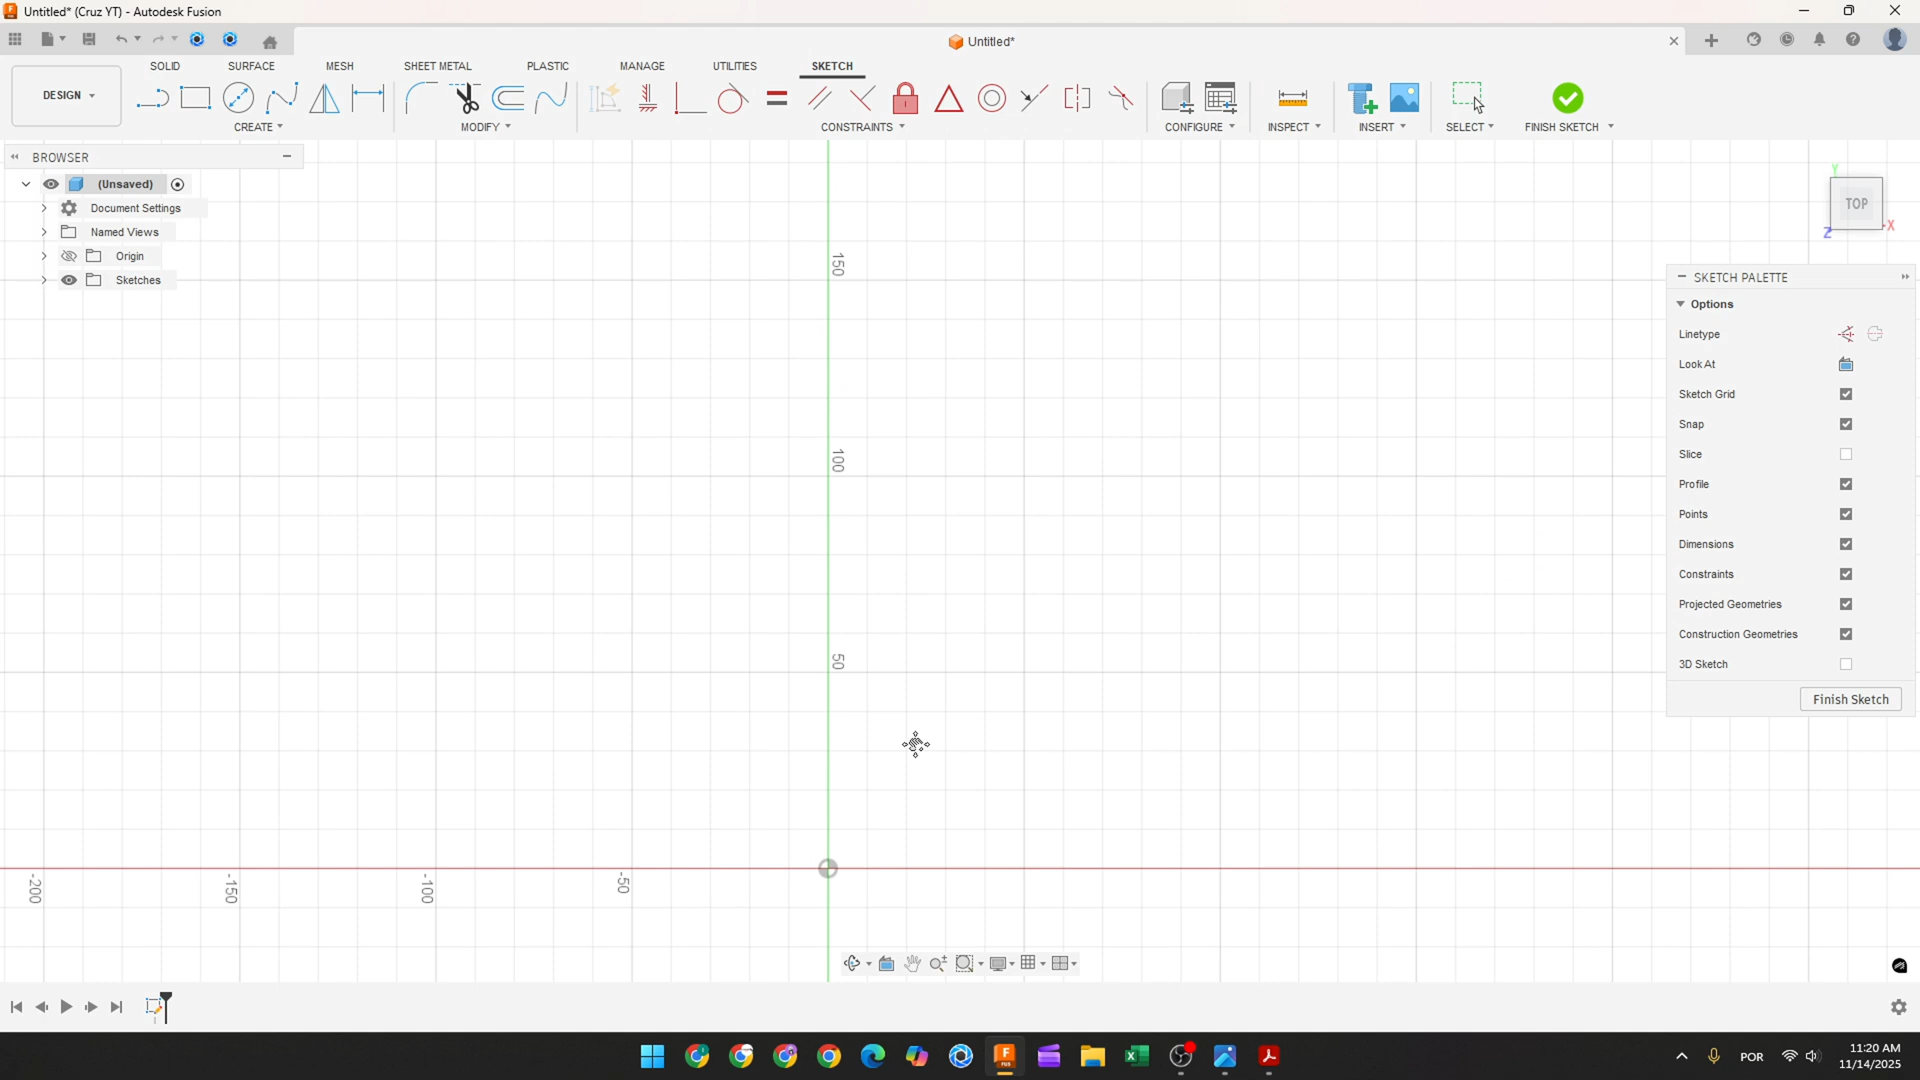 Untitled* (Cruz YT) - Autodesk Fusion
Untitled*
SOLID SURFACE MESH SHEET METAL PLASTIC MANAGE UTILITIES SKETCH
DESIGN
CREATE MODIFY CONSTRAINTS CONFIGURE INSPECT INSERT SELECT FINISH SKETCH
BROWSER
(Unsaved)
Document Settings
Named Views
Origin
Sketches
150
100
50
-200
-150
-100
-50
Y
TOP
X
Z
SKETCH PALETTE
Options
Linetype
Look At
Sketch Grid
Snap
Slice
Profile
Points
Dimensions
Constraints
Projected Geometries
Construction Geometries
3D Sketch
Finish Sketch
POR
11:20 AM
11/14/2025